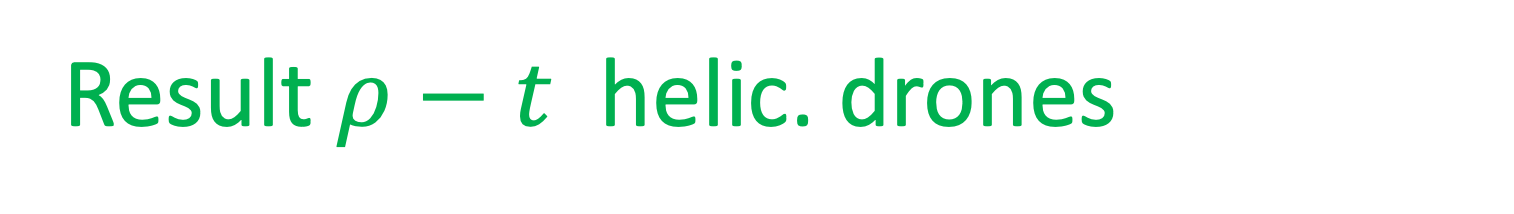 Result ρ − t helic. drones